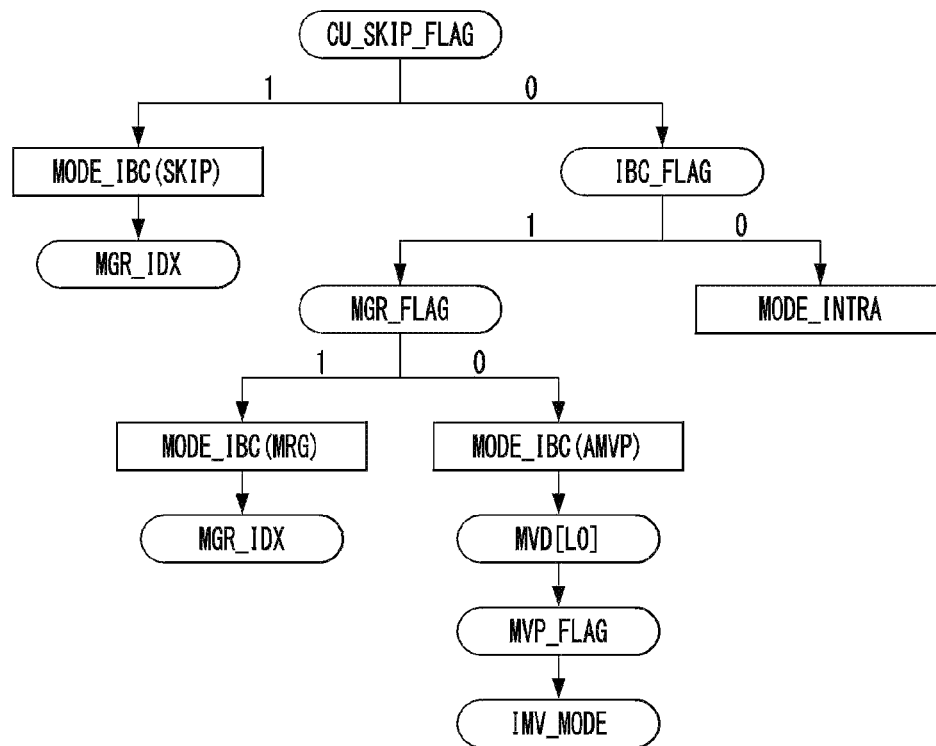 CU_SKIP_FLAG
1 0
MODE_IBC(SKIP) IBC_FLAG
MGR_IDX
1 0
MGR_FLAG MODE_INTRA
1 0
MODE_IBC(MRG) MODE_IBC(AMVP)
MGR_IDX MVD[L0]
MVP_FLAG
IMV_MODE